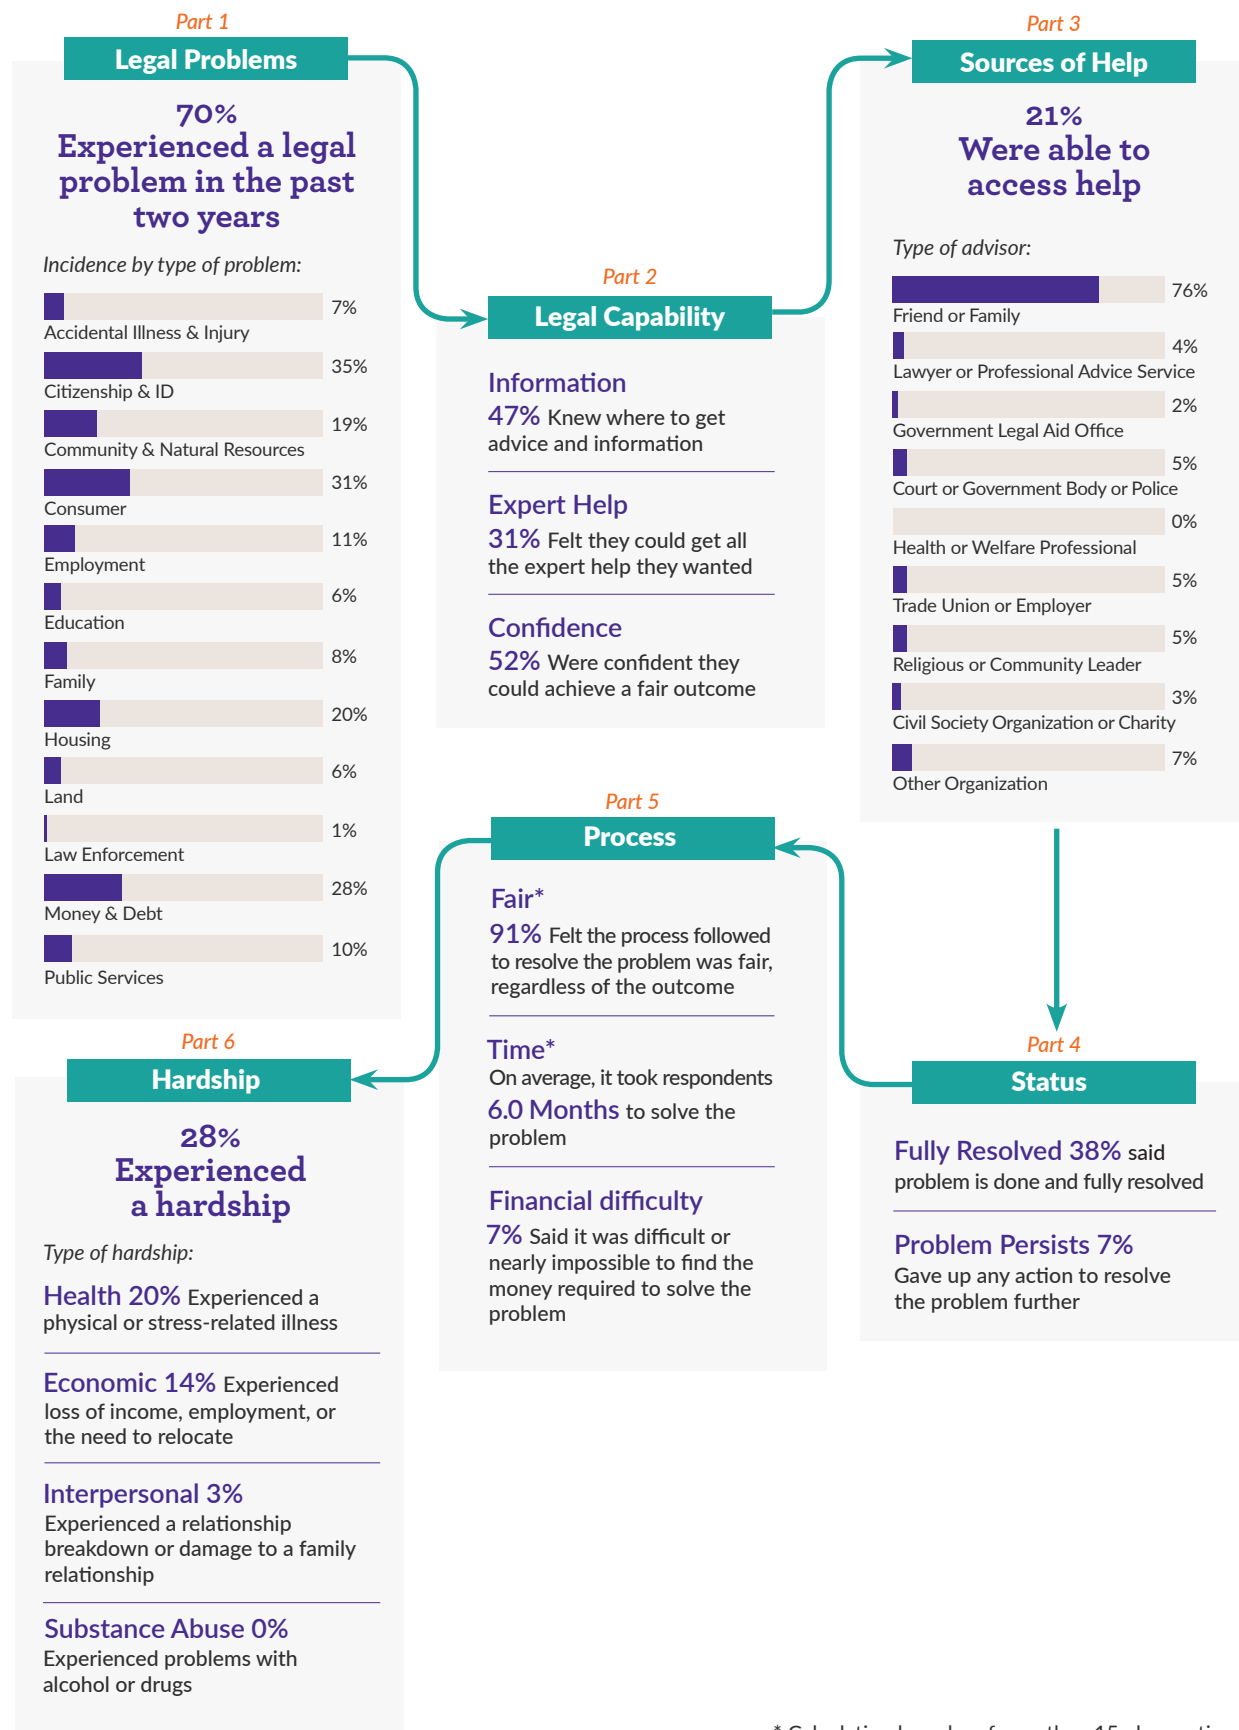 Part 1
Legal Problems
70%
Experienced a legal
problem in the past
two years
Incidence by type of problem:
7%
Accidental Illness & Injury
35%
Citizenship & ID
19%
Community & Natural Resources
31%
Consumer
11%
Employment
6%
Education
8%
Family
20%
Housing
6%
Land
1%
Law Enforcement
28%
Money & Debt
10%
Public Services
Part 2
Legal Capability
Information
47% Knew where to get
advice and information
Expert Help
31% Felt they could get all
the expert help they wanted
Confidence
52% Were confident they
could achieve a fair outcome
Part 3
Sources of Help
21%
Were able to
access help
Type of advisor:
76%
Friend or Family
4%
Lawyer or Professional Advice Service
2%
Government Legal Aid Office
5%
Court or Government Body or Police
0%
Health or Welfare Professional
5%
Trade Union or Employer
5%
Religious or Community Leader
3%
Civil Society Organization or Charity
7%
Other Organization
Part 4
Status
Fully Resolved 38% said
problem is done and fully resolved
Problem Persists 7%
Gave up any action to resolve
the problem further
Part 5
Process
Fair*
91% Felt the process followed
to resolve the problem was fair,
regardless of the outcome
Time*
On average, it took respondents
6.0 Months to solve the
problem
Financial difficulty
7% Said it was difficult or
nearly impossible to find the
money required to solve the
problem
Part 6
Hardship
28%
Experienced
a hardship
Type of hardship:
Health 20% Experienced a
physical or stress-related illness
Economic 14% Experienced
loss of income, employment, or
the need to relocate
Interpersonal 3%
Experienced a relationship
breakdown or damage to a family
relationship
Substance Abuse 0%
Experienced problems with
alcohol or drugs